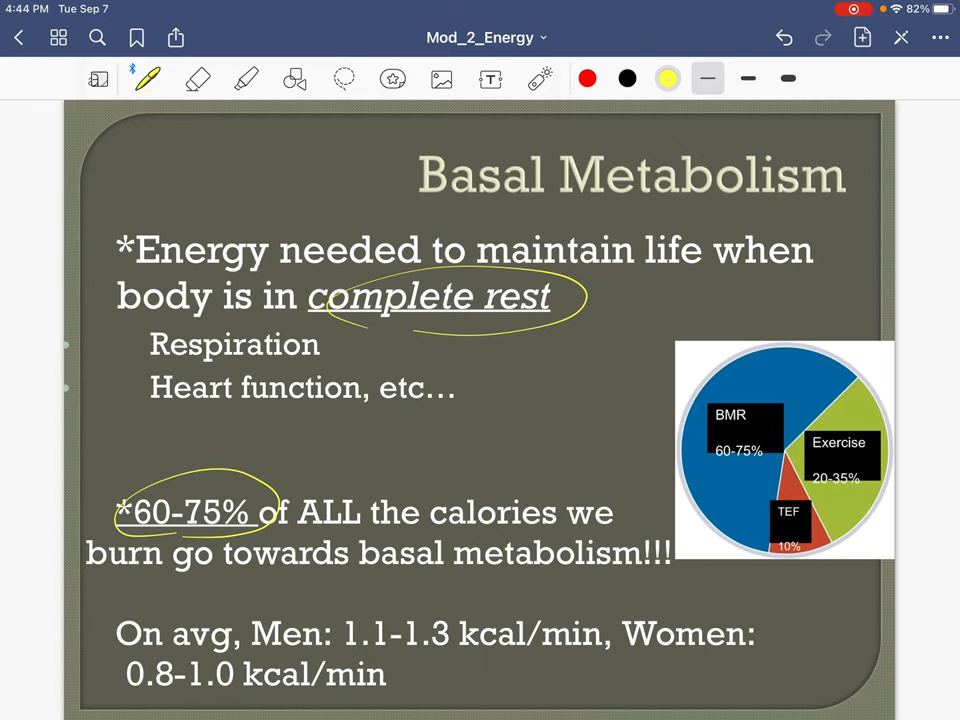 4:44 PM Tue Sep 7
82%
Mod_2_Energy
T
Basal Metabolism
*Energy needed to maintain life when
body is in complete rest
Respiration
Heart function, etc...
BMR
60-75%
Exercise
20-35%
TEF
10%
*60-75% of ALL the calories we
burn go towards basal metabolism!!!
On avg, Men: 1.1-1.3 kcal/min, Women:
0.8-1.0 kcal/min